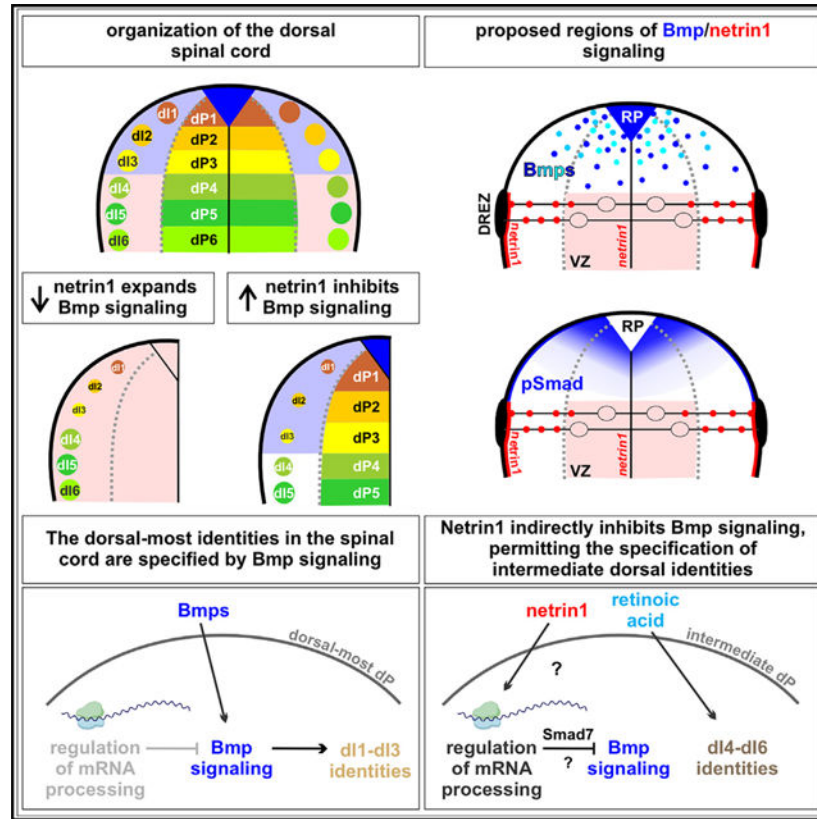 organization of the dorsal
spinal cord
proposed regions of Bmp/netrin1
signaling
dI1
dI2
dI3
dI4
dI5
dI6
dP1
dP2
dP3
dP4
dP5
dP6
RP
Bmps
DREZ
netrin1
VZ
netrin1
netrin1
↓ netrin1 expands
Bmp signaling
↑ netrin1 inhibits
Bmp signaling
dI1
dI2
dI3
dI4
dI5
dI6
dI1
dI2
dI3
dI4
dI5
dP1
dP2
dP3
dP4
dP5
RP
pSmad
netrin1
VZ
netrin1
netrin1
The dorsal-most identities in the spinal
cord are specified by Bmp signaling
Netrin1 indirectly inhibits Bmp signaling,
permitting the specification of
intermediate dorsal identities
Bmps
dorsal-most dP
regulation
of mRNA
processing
Bmp
signaling
dI1-dI3
identities
netrin1
retinoic
acid
intermediate dP
?
regulation
of mRNA
processing
Smad7
?
Bmp
signaling
dI4-dI6
identities